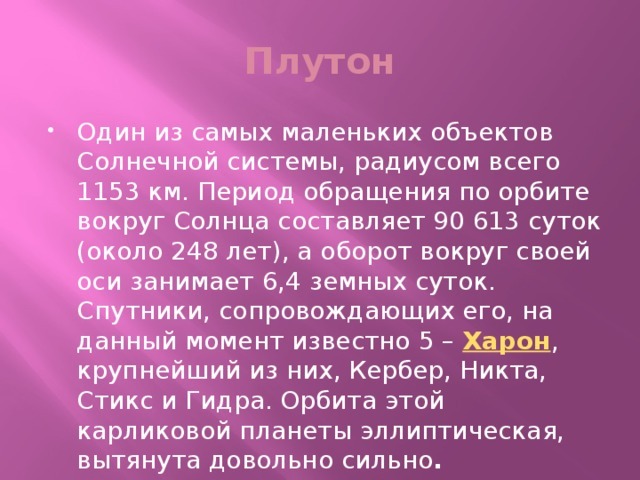 Плутон
Один из самых маленьких объектов
Солнечной системы, радиусом всего
1153 км. Период обращения по орбите
вокруг Солнца составляет 90 613 суток
(около 248 лет), а оборот вокруг своей
оси занимает 6,4 земных суток.
Спутники, сопровождающих его, на
данный момент известно 5 – Харон,
крупнейший из них, Кербер, Никта,
Стикс и Гидра. Орбита этой
карликовой планеты эллиптическая,
вытянута довольно сильно.